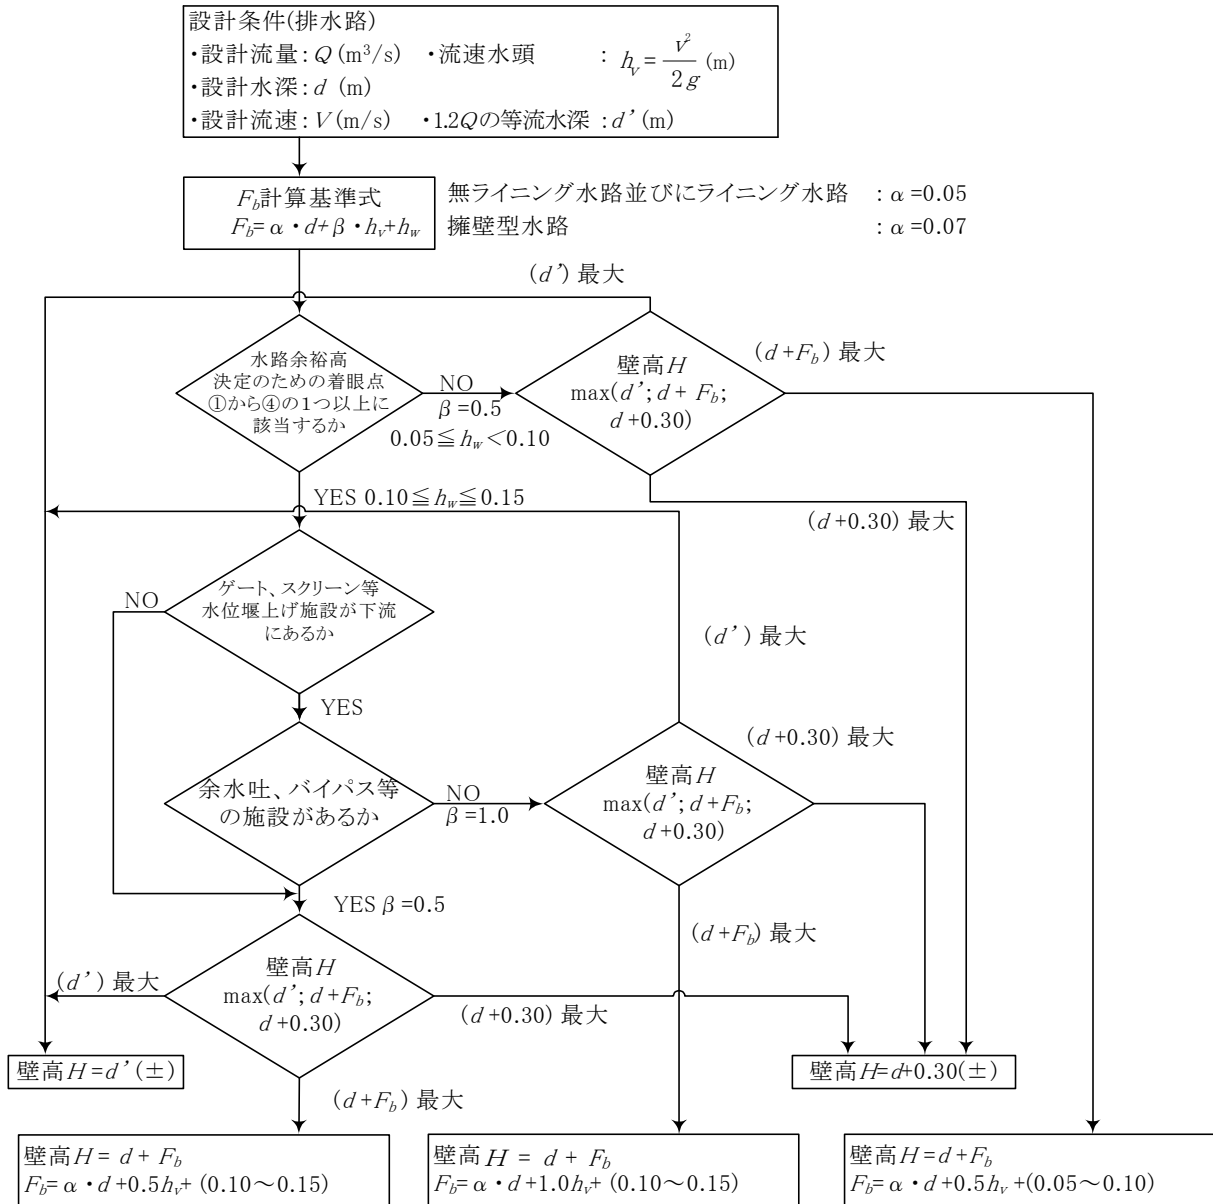 設計条件(排水路)
・設計流量: Q (m³/s) ・流速水頭 : h_v = v²/2g (m)
・設計水深: d (m)
・設計流速: V (m/s) ・1.2Qの等流水深 : d’ (m)
F_b計算基準式
F_b= α・d+ β・h_v+h_w
無ライニング水路並びにライニング水路 : α=0.05
擁壁型水路 : α=0.07
(d’) 最大
水路余裕高
決定のための着眼点
①から④の1つ以上に
該当するか
NO
β=0.5
0.05≦h_w<0.10
壁高H
max(d’; d + F_b;
d+0.30)
(d+F_b) 最大
YES 0.10≦h_w≦0.15
(d+0.30) 最大
ゲート、スクリーン等
水位堰上げ施設が下流
にあるか
NO
(d’) 最大
YES
余水吐、バイパス等
の施設があるか
NO
β=1.0
壁高H
max(d’; d+F_b;
d+0.30)
(d+0.30) 最大
YES β=0.5
(d+F_b) 最大
壁高H
max(d’; d+F_b;
d+0.30)
(d’) 最大
(d+0.30) 最大
壁高H=d’(±)
壁高H=d+0.30(±)
(d+F_b) 最大
壁高H= d + F_b
F_b= α・d+0.5h_v+ (0.10~0.15)
壁高H = d + F_b
F_b= α・d+1.0h_v+ (0.10~0.15)
壁高H=d+F_b
F_b= α・d+0.5h_v +(0.05~0.10)